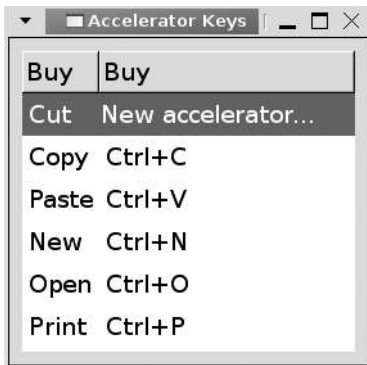 Accelerator Keys
Buy Buy
Cut New accelerator...
Copy Ctrl+C
Paste Ctrl+V
New Ctrl+N
Open Ctrl+O
Print Ctrl+P